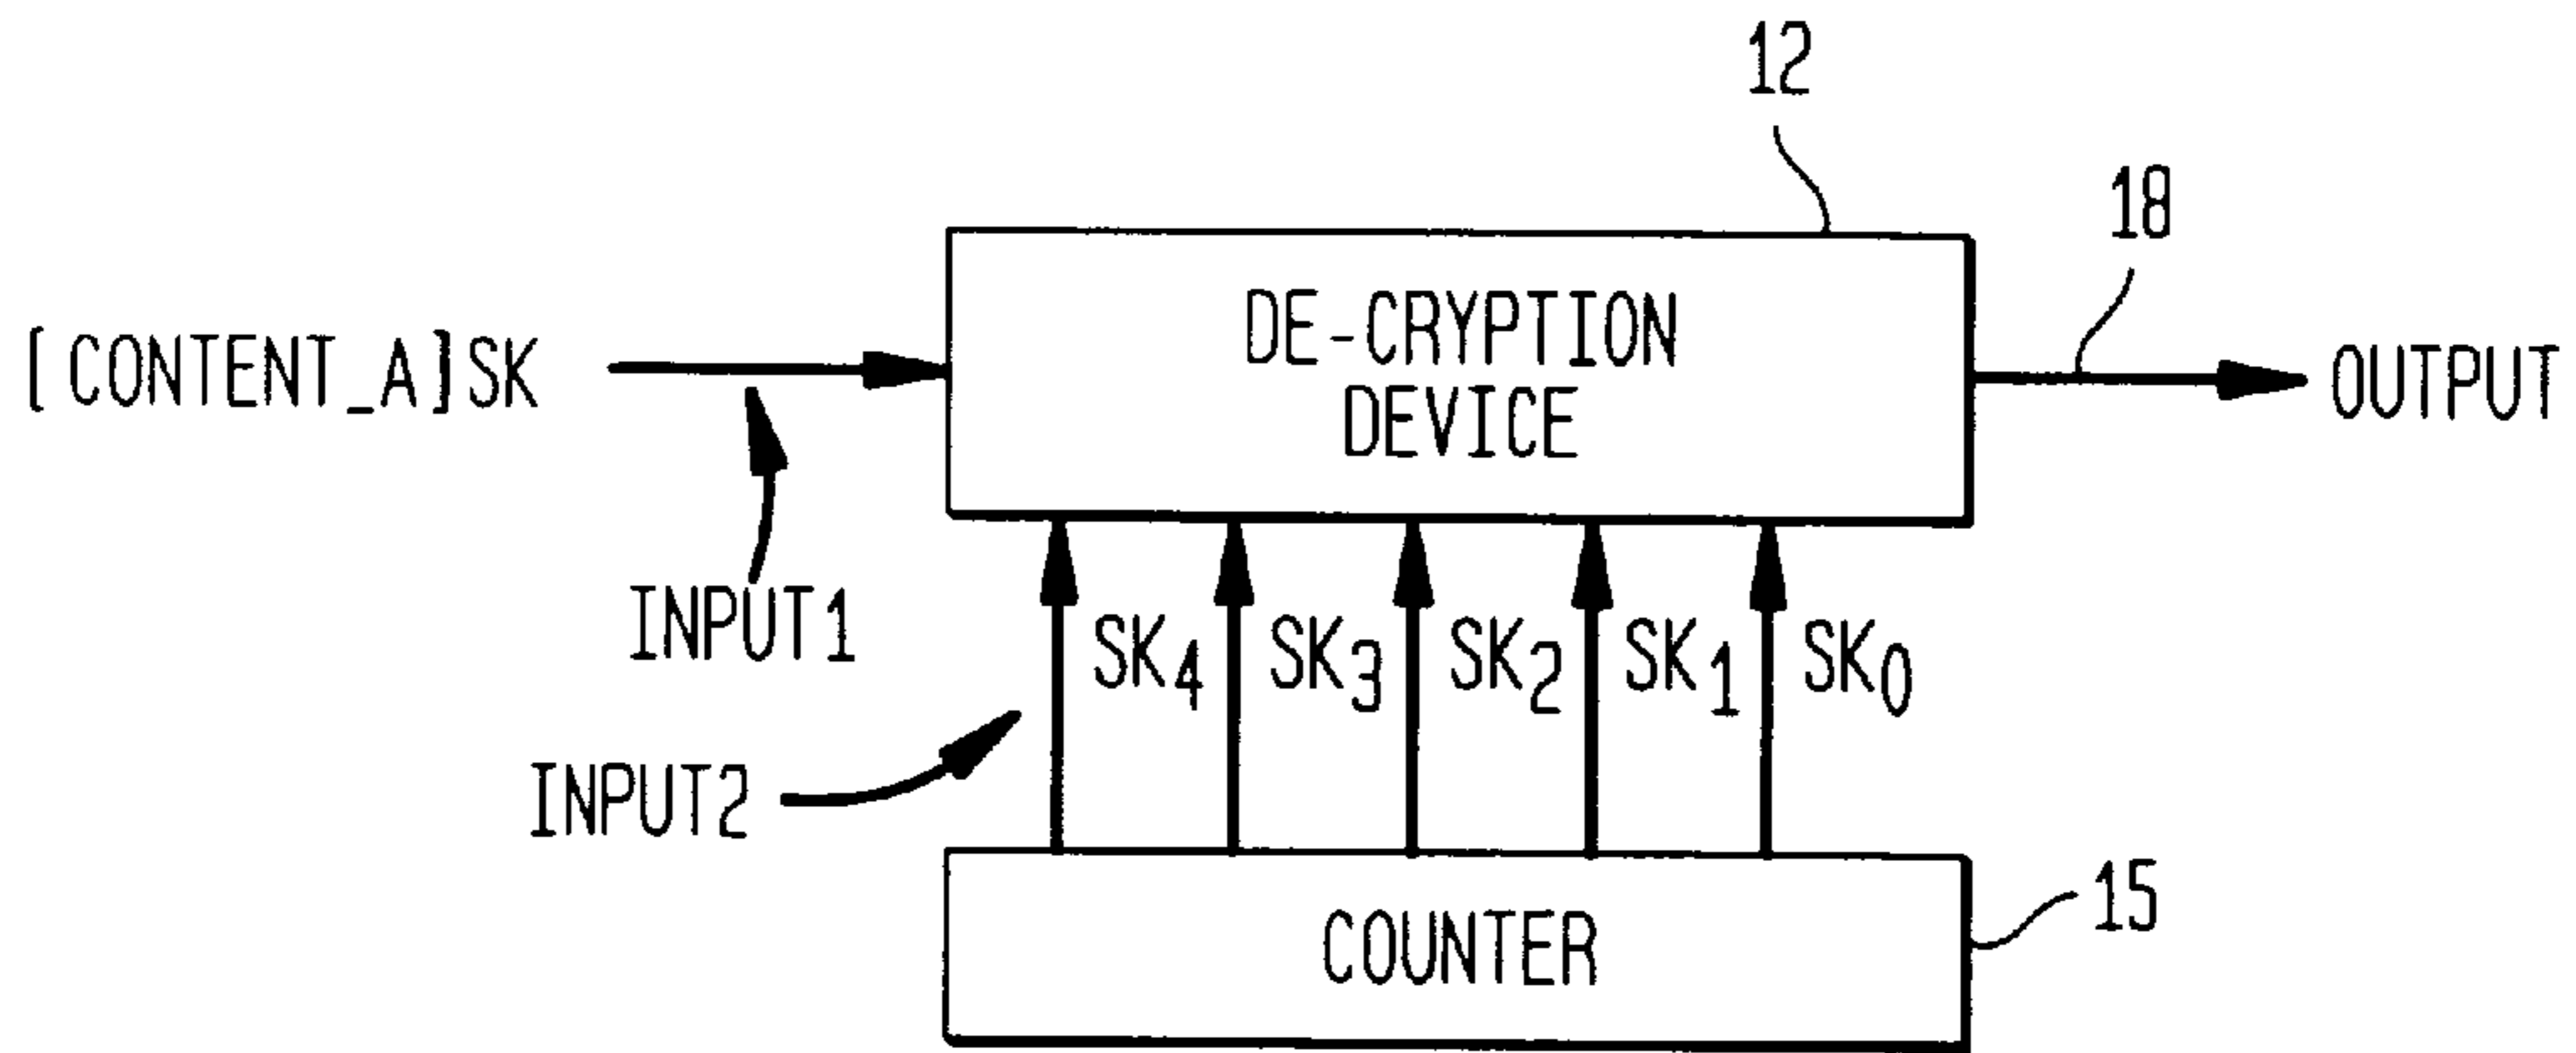 12
18
DE-CRYPTION
DEVICE
[CONTENT_A]SK
OUTPUT
INPUT1
SK4 SK3 SK2 SK1 SK0
INPUT2
COUNTER
15